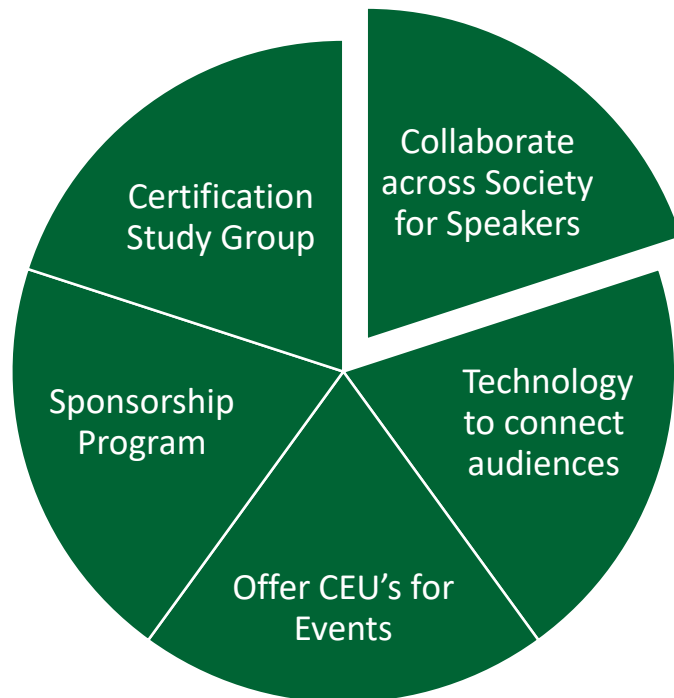 Collaborate
across Society
for Speakers
Technology
to connect
audiences
Offer CEU’s for
Events
Sponsorship
Program
Certification
Study Group